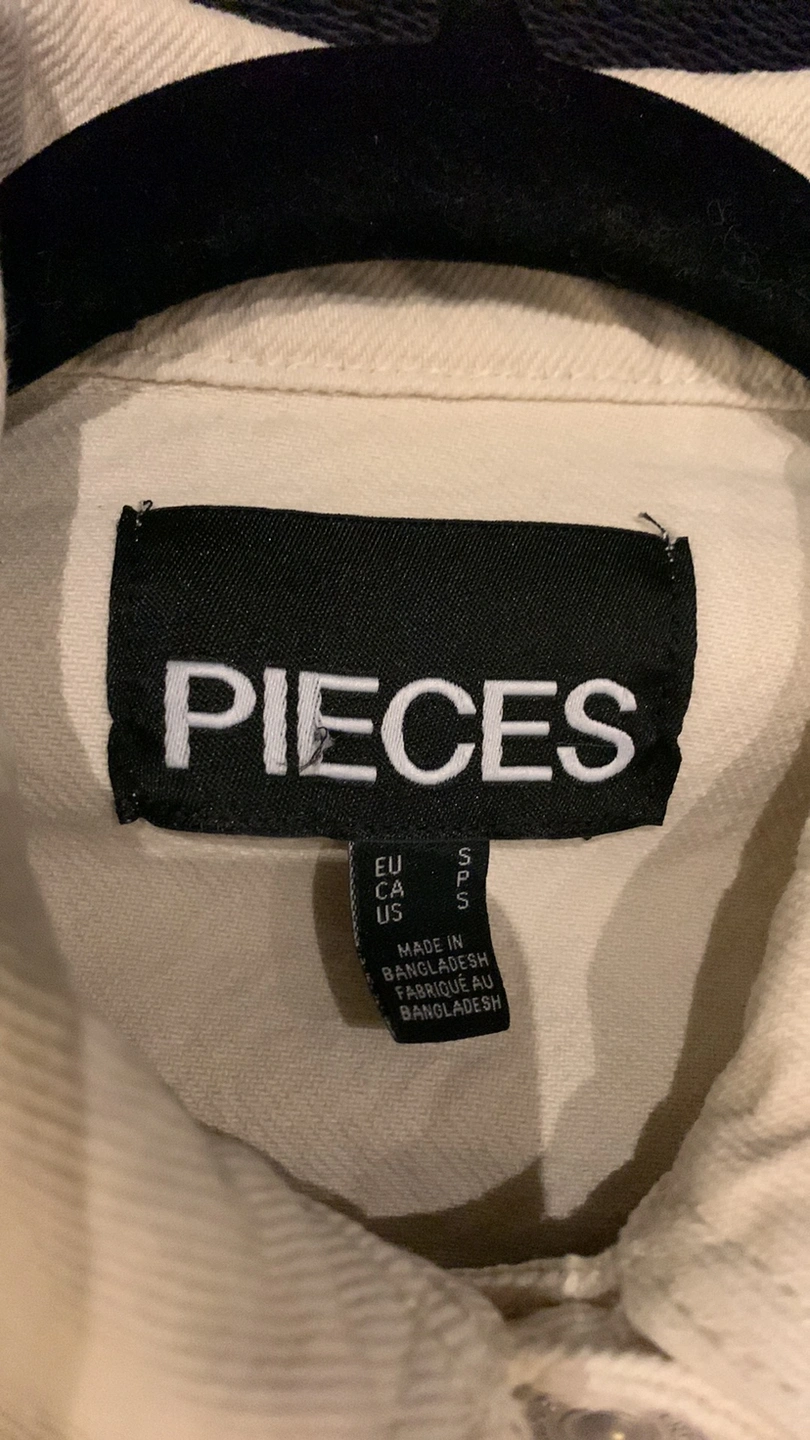 PIECES
EU S
CA P
US S
MADE IN
BANGLADESH
FABRIQUÉ AU
BANGLADESH